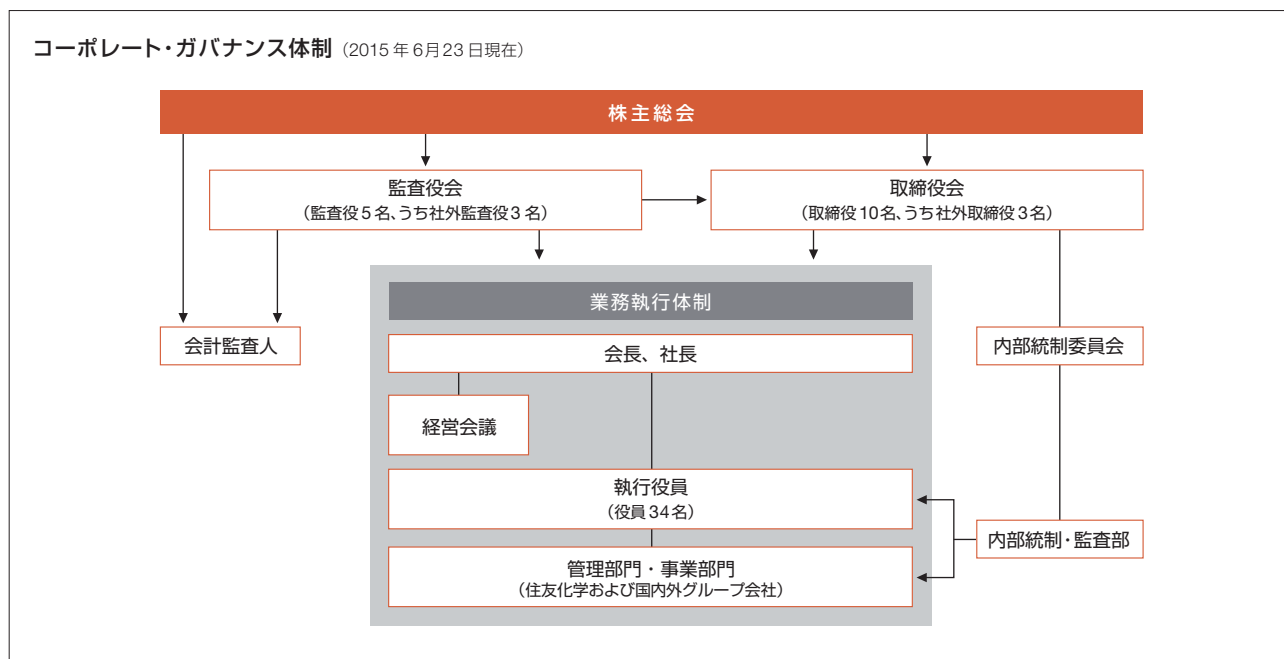 コーポレート・ガバナンス体制（2015年6月23日現在）
株主総会
監査役会
（監査役5名、うち社外監査役3名）
取締役会
（取締役10名、うち社外取締役3名）
業務執行体制
会計監査人
会長、社長
内部統制委員会
経営会議
執行役員
（役員34名）
内部統制・監査部
管理部門・事業部門
（住友化学および国内外グループ会社）